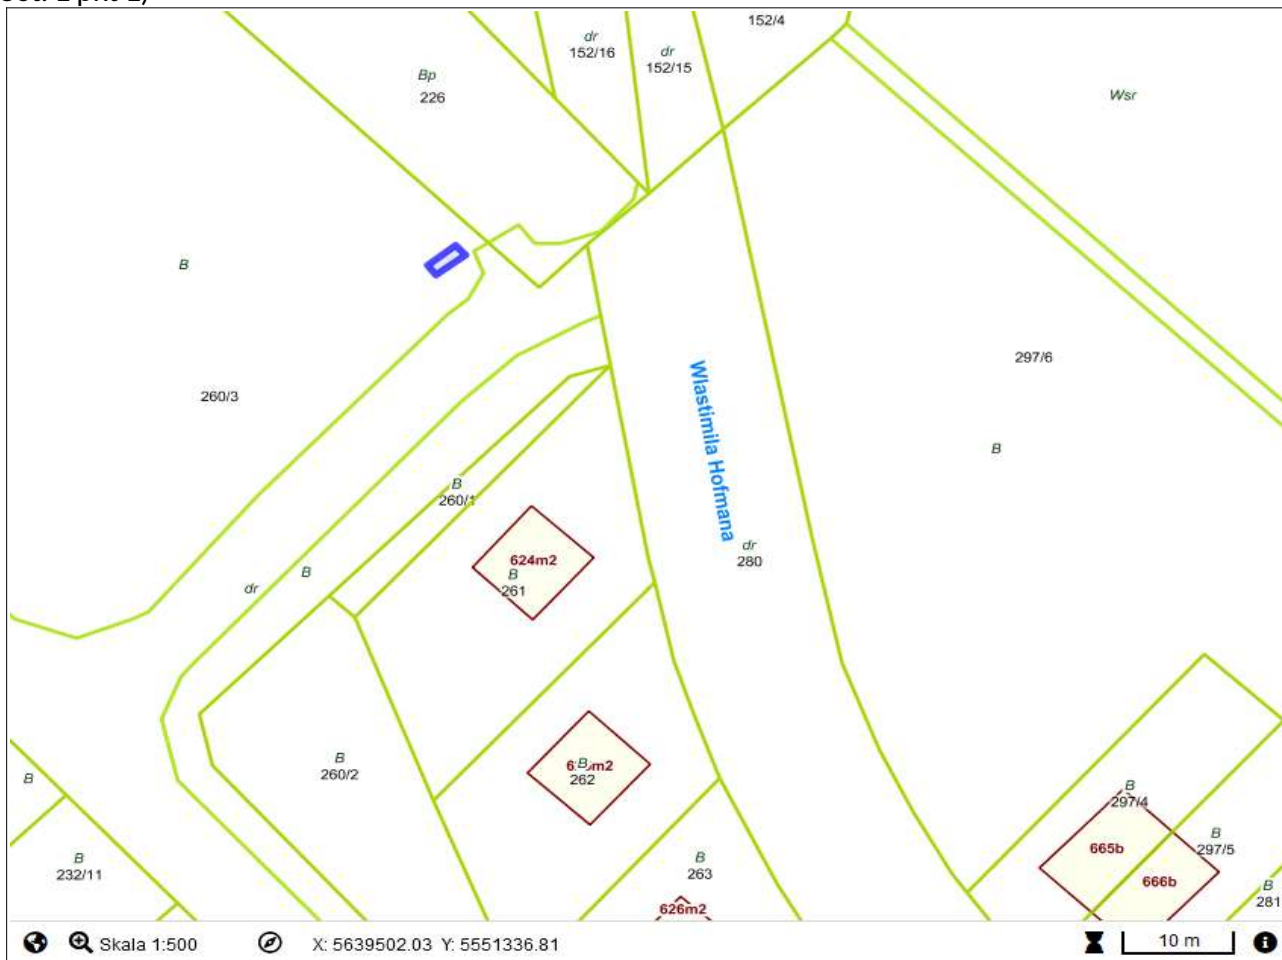 152/4
dr
152/16
dr
152/15
Bp
226
Wsr
B
260/3
297/6
B
Wlastimila Hofmana
B
260/1
dr
280
624m2
B
261
B
dr
B
260/2
B
262
B
B
297/4
B
297/5
665b
666b
B
232/11
B
263
626m2
B
281
Skala 1:500
X: 5639502.03 Y: 5551336.81
10 m